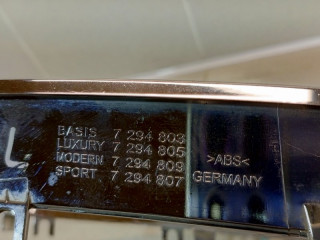 L
BASIS 7 294 803
LUXURY 7 294 805
MODERN 7 294 809
SPORT 7 294 807
>ABS<
GERMANY